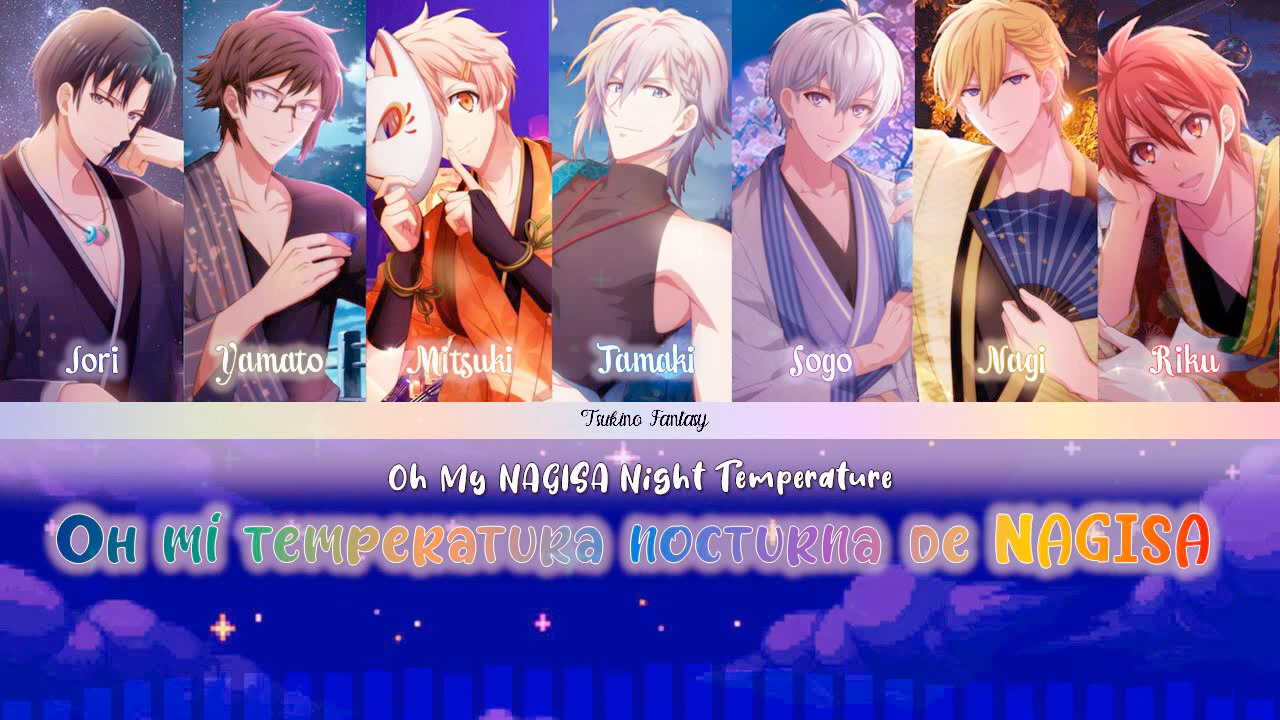 Iori
Yamato
Mitsuki
Tamaki
Sogo
Nagi
Riku
Tsukino Fantasy
Oh My NAGISA Night Temperature
Oh mí temperatura nocturna de NAGISA